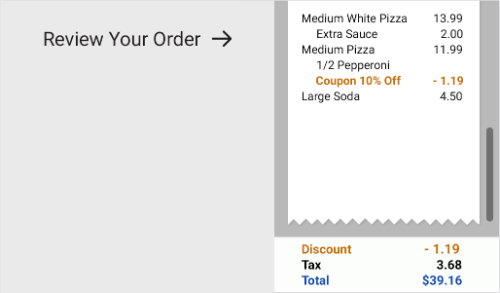 Review Your Order →
Medium White Pizza 13.99
Extra Sauce 2.00
Medium Pizza 11.99
1/2 Pepperoni
Coupon 10% Off - 1.19
Large Soda 4.50
Discount - 1.19
Tax 3.68
Total $39.16